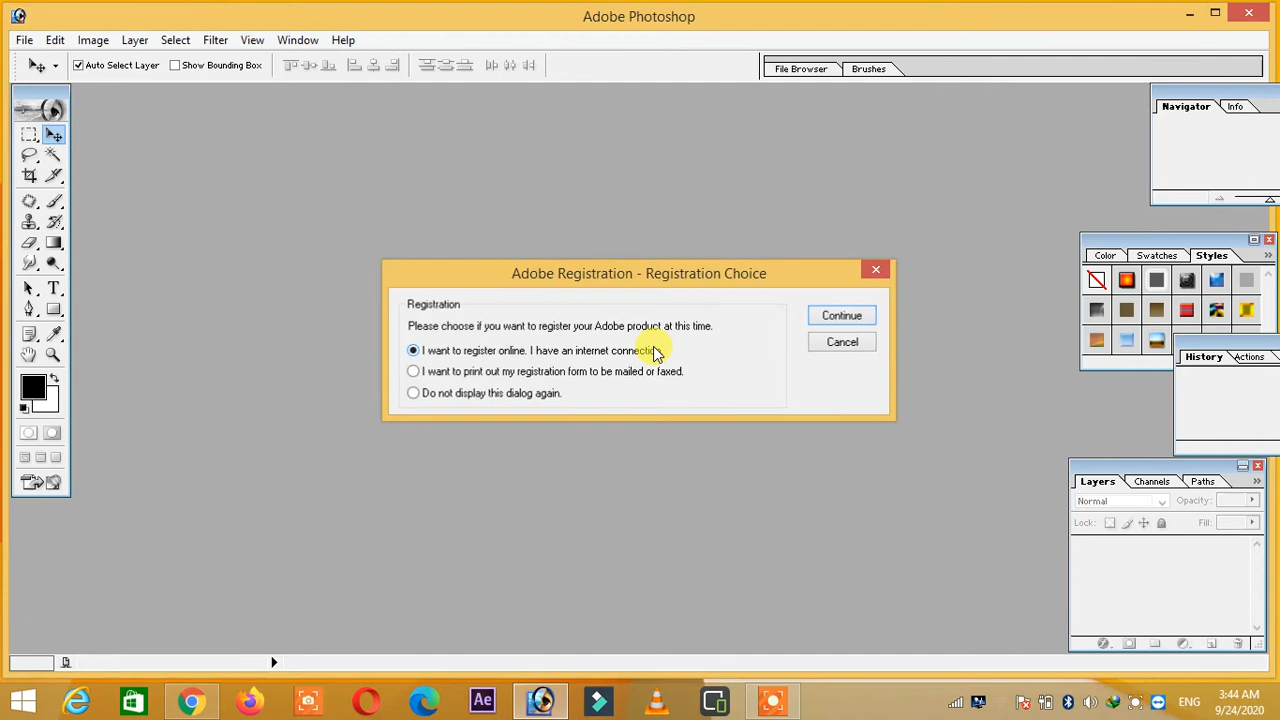 Adobe Photoshop
File Edit Image Layer Select Filter View Window Help
Auto Select Layer Show Bounding Box
File Browser Brushes
Navigator Info
Color Swatches Styles
History Actions
Layers Channels Paths
Normal Opacity:
Lock: Fill:
Adobe Registration - Registration Choice
Registration
Please choose if you want to register your Adobe product at this time.
I want to register online. I have an internet connection.
I want to print out my registration form to be mailed or faxed.
Do not display this dialog again.
Continue
Cancel
Ae
ENG
3:44 AM
9/24/2020